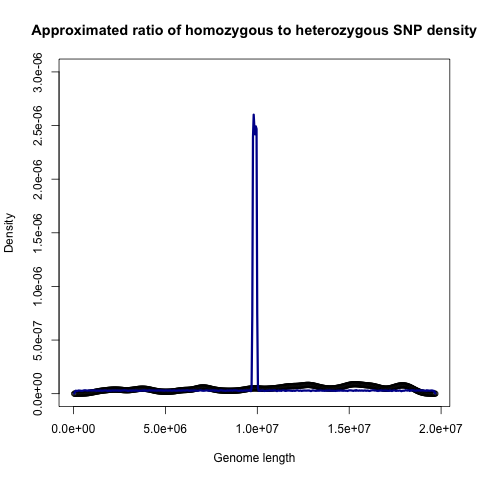 Approximated ratio of homozygous to heterozygous SNP density
3.0e-06
2.5e-06
2.0e-06
1.5e-06
1.0e-06
5.0e-07
0.0e+00
Density
0.0e+00 5.0e+06 1.0e+07 1.5e+07 2.0e+07
Genome length